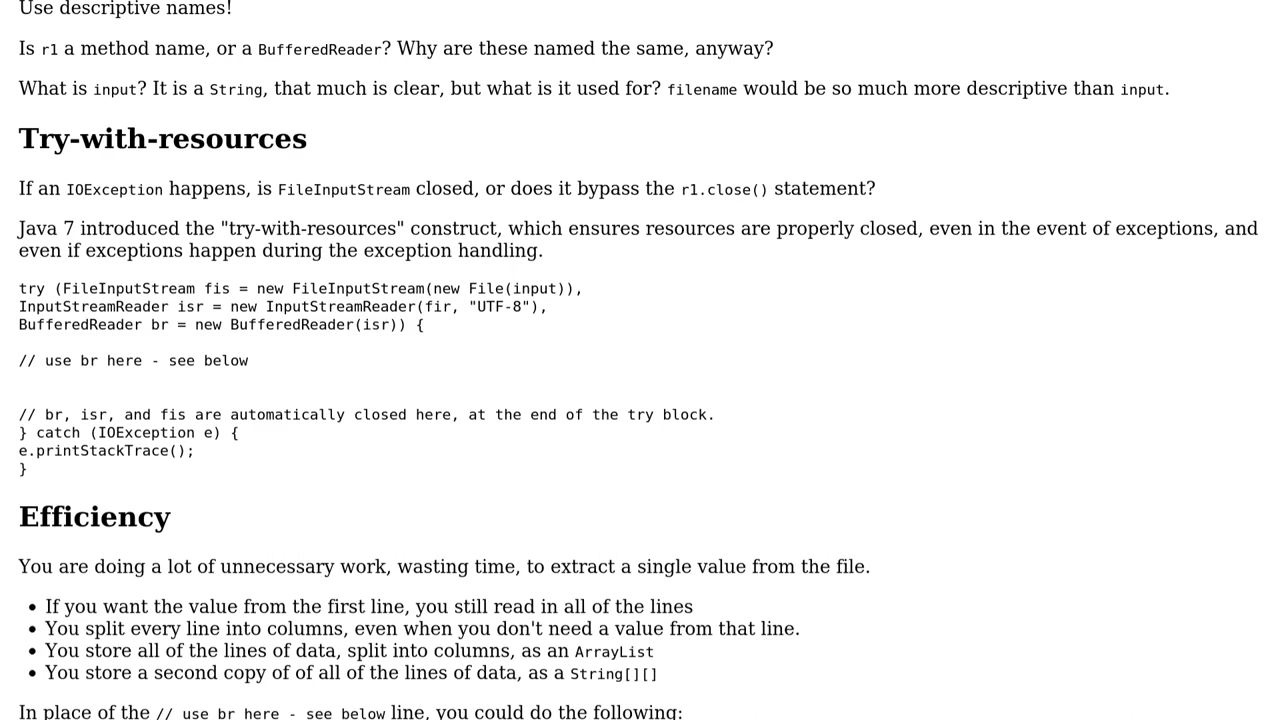 Use descriptive names!
Is r1 a method name, or a BufferedReader? Why are these named the same, anyway?
What is input? It is a String, that much is clear, but what is it used for? filename would be so much more descriptive than input.
Try-with-resources
If an IOException happens, is FileInputStream closed, or does it bypass the r1.close() statement?
Java 7 introduced the "try-with-resources" construct, which ensures resources are properly closed, even in the event of exceptions, and
even if exceptions happen during the exception handling.
try (FileInputStream fis = new FileInputStream(new File(input)),
InputStreamReader isr = new InputStreamReader(fir, "UTF-8"),
BufferedReader br = new BufferedReader(isr)) {
// use br here - see below
// br, isr, and fis are automatically closed here, at the end of the try block.
} catch (IOException e) {
e.printStackTrace();
}
Efficiency
You are doing a lot of unnecessary work, wasting time, to extract a single value from the file.
• If you want the value from the first line, you still read in all of the lines
• You split every line into columns, even when you don't need a value from that line.
• You store all of the lines of data, split into columns, as an ArrayList
• You store a second copy of of all of the lines of data, as a String[][]
In place of the // use br here - see below line, you could do the following: